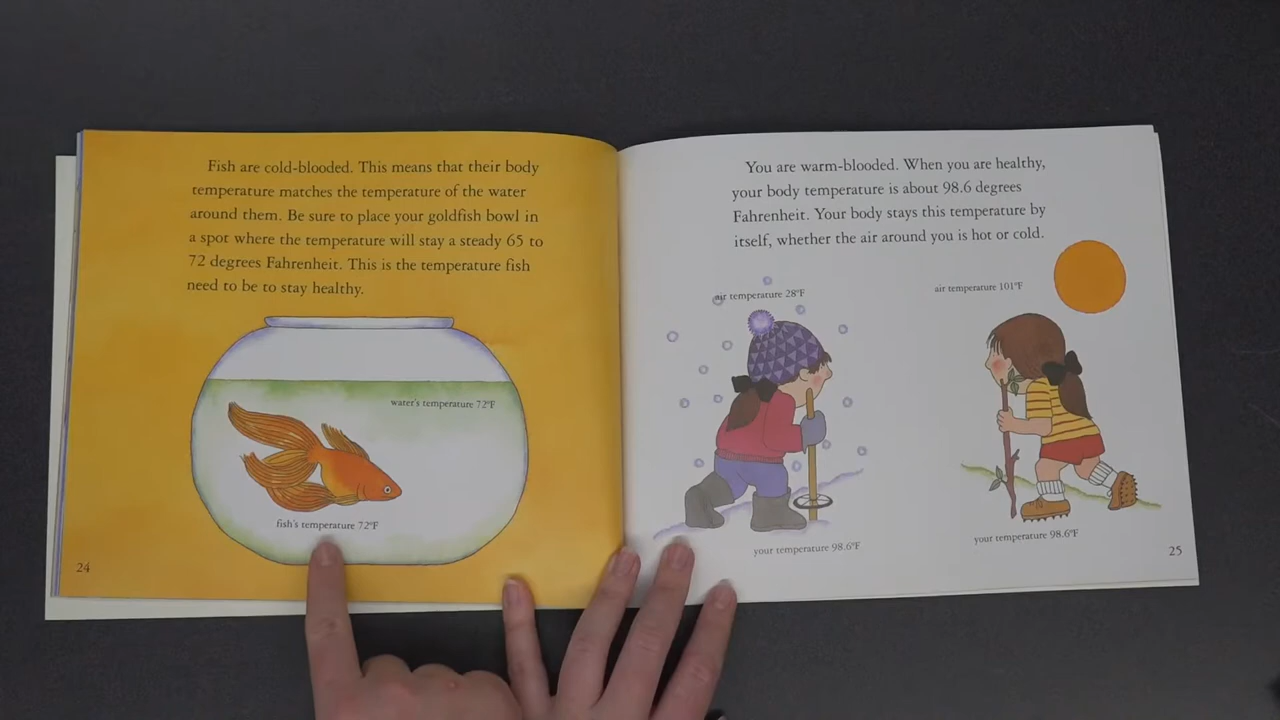 Fish are cold-blooded. This means that their body
temperature matches the temperature of the water
around them. Be sure to place your goldfish bowl in
a spot where the temperature will stay a steady 65 to
72 degrees Fahrenheit. This is the temperature fish
need to be to stay healthy.
water's temperature 72°F
fish's temperature 72°F
24
You are warm-blooded. When you are healthy,
your body temperature is about 98.6 degrees
Fahrenheit. Your body stays this temperature by
itself, whether the air around you is hot or cold.
air temperature 28°F
air temperature 101°F
your temperature 98.6°F
your temperature 98.6°F
25